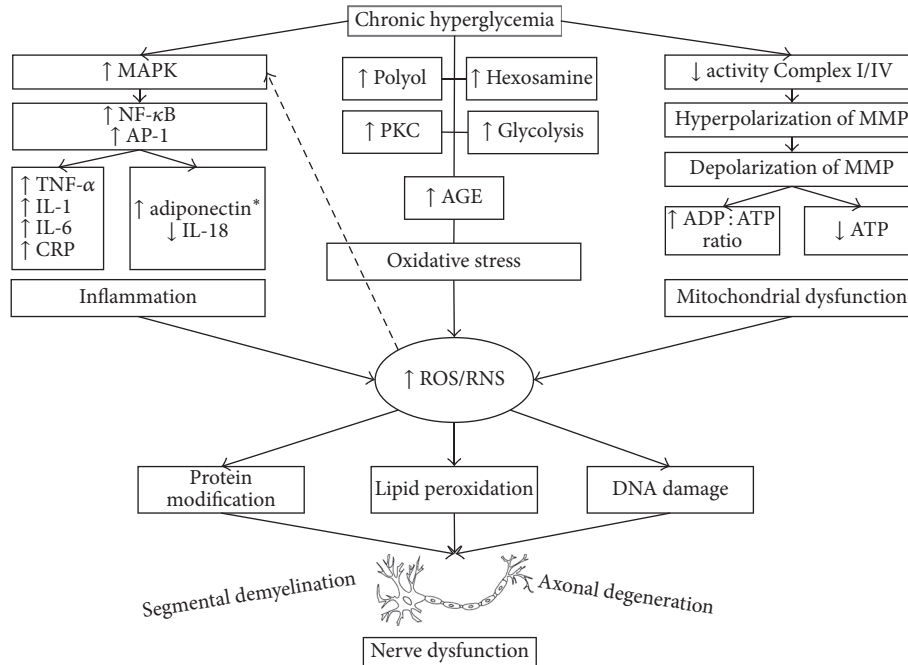 Chronic hyperglycemia
↑ MAPK
↑ NF-κB
↑ AP-1
↑ TNF-α
↑ IL-1
↑ IL-6
↑ CRP
↑ adiponectin*
↓ IL-18
Inflammation
↑ Polyol
↑ Hexosamine
↑ PKC
↑ Glycolysis
↑ AGE
Oxidative stress
↓ activity Complex I/IV
Hyperpolarization of MMP
Depolarization of MMP
↑ ADP : ATP
ratio
↓ ATP
Mitochondrial dysfunction
↑ ROS/RNS
Protein
modification
Lipid peroxidation
DNA damage
Segmental demyelination
Axonal degeneration
Nerve dysfunction